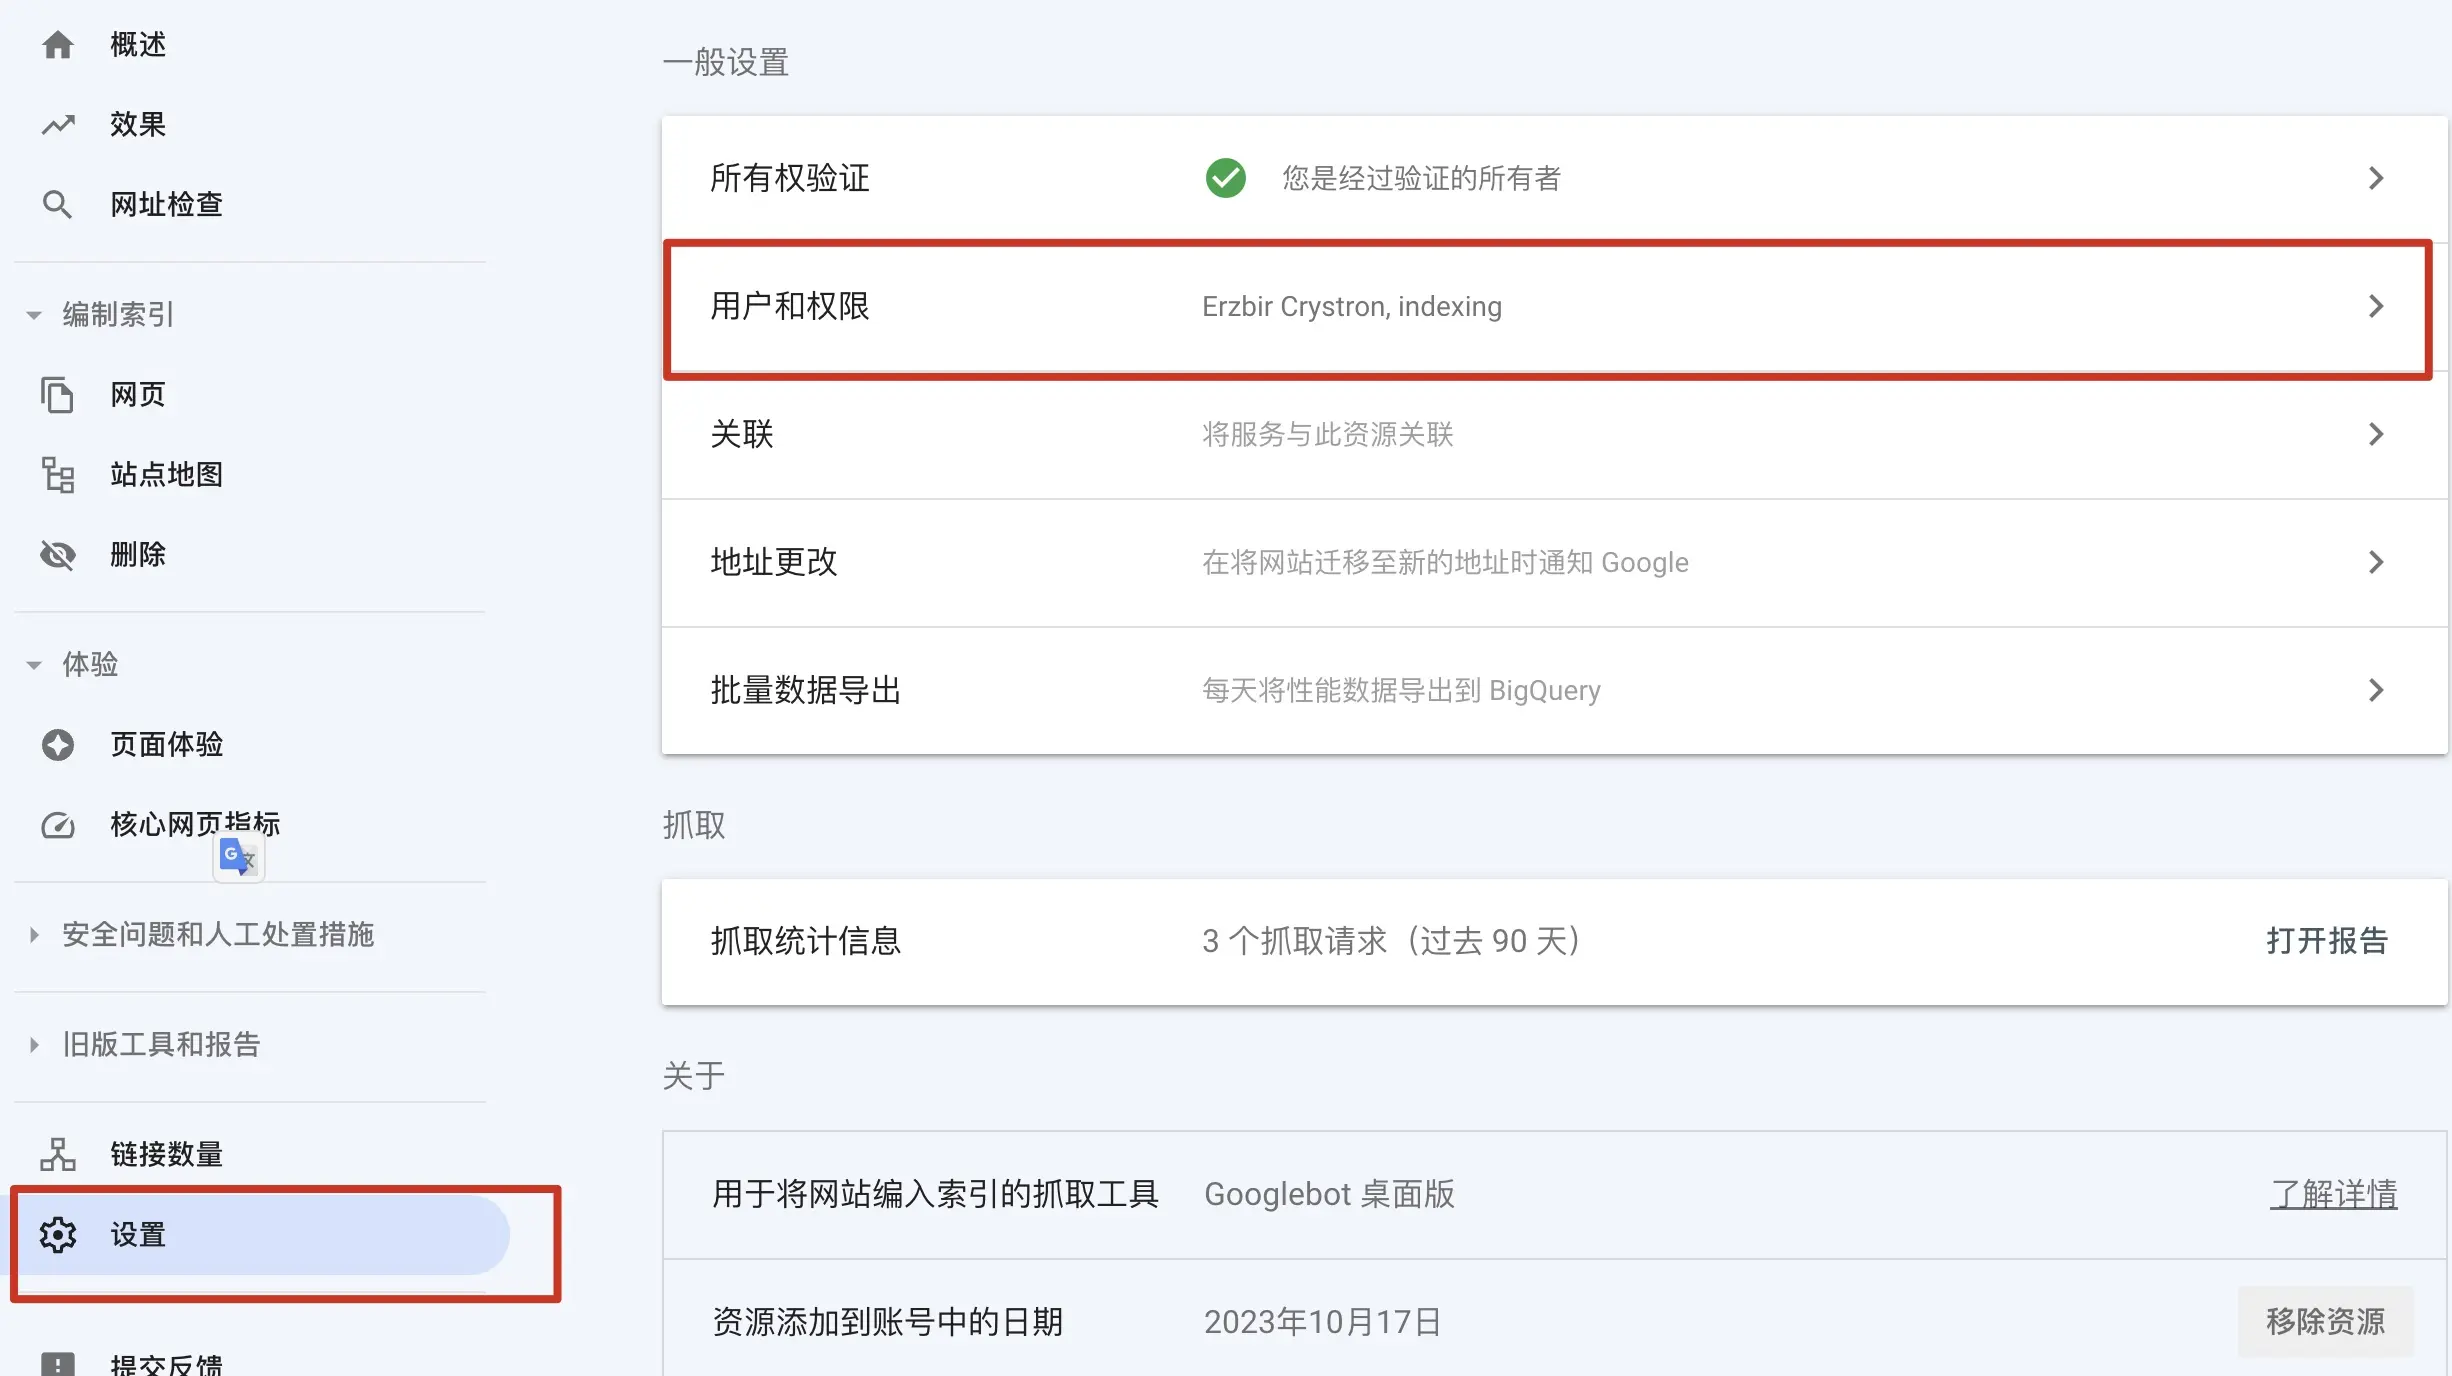 概述
效果
网址检查
编制索引
网页
站点地图
删除
体验
页面体验
核心网页指标
G 文
安全问题和人工处置措施
旧版工具和报告
链接数量
设置
提交反馈
一般设置
所有权验证 您是经过验证的所有者
用户和权限 Erzbir Crystron, indexing
关联 将服务与此资源关联
地址更改 在将网站迁移至新的地址时通知 Google
批量数据导出 每天将性能数据导出到 BigQuery
抓取
抓取统计信息 3 个抓取请求（过去 90 天） 打开报告
关于
用于将网站编入索引的抓取工具 Googlebot 桌面版 了解详情
资源添加到账号中的日期 2023年10月17日 移除资源